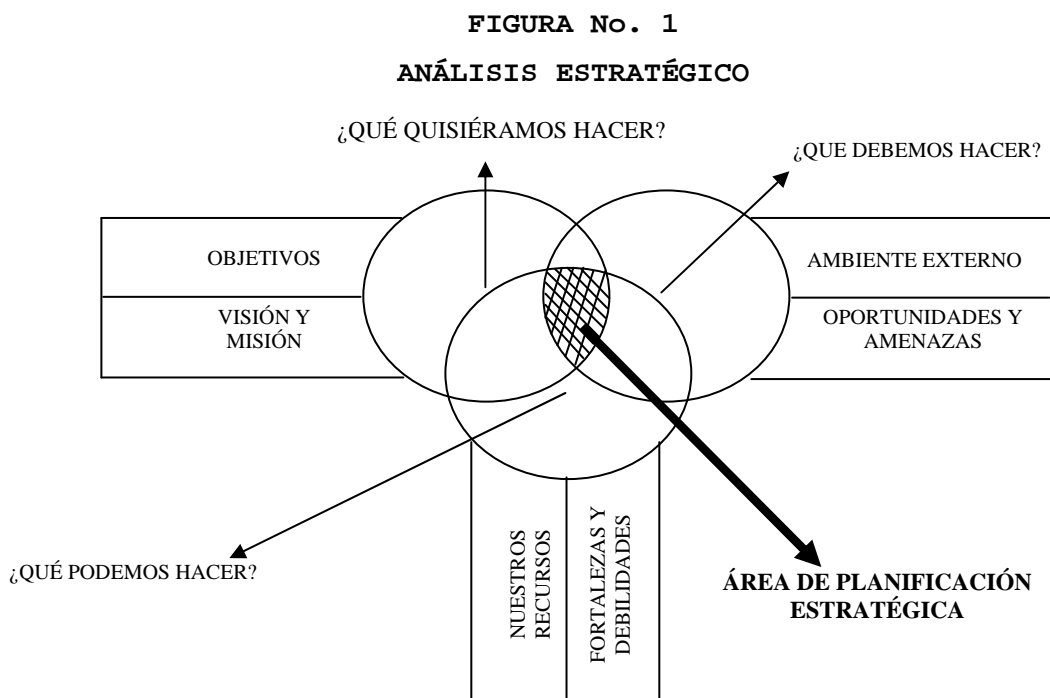 FIGURA No. 1
ANÁLISIS ESTRATÉGICO
¿QUÉ QUISIÉRAMOS HACER?
¿QUE DEBEMOS HACER?
OBJETIVOS
VISIÓN Y
MISIÓN
AMBIENTE EXTERNO
OPORTUNIDADES Y
AMENAZAS
¿QUÉ PODEMOS HACER?
NUESTROS
RECURSOS
FORTALEZAS Y
DEBILIDADES
ÁREA DE PLANIFICACIÓN
ESTRATÉGICA